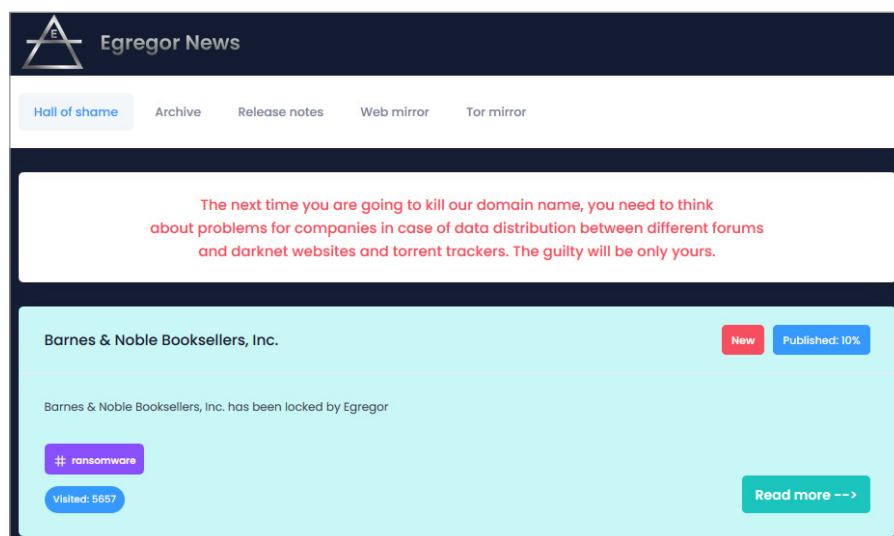 E
Egregor News
Hall of shame
Archive
Release notes
Web mirror
Tor mirror
The next time you are going to kill our domain name, you need to think
about problems for companies in case of data distribution between different forums
and darknet websites and torrent trackers. The guilty will be only yours.
Barnes & Noble Booksellers, Inc.
New
Published: 10%
Barnes & Noble Booksellers, Inc. has been locked by Egregor
# ransomware
Visited: 5657
Read more -->